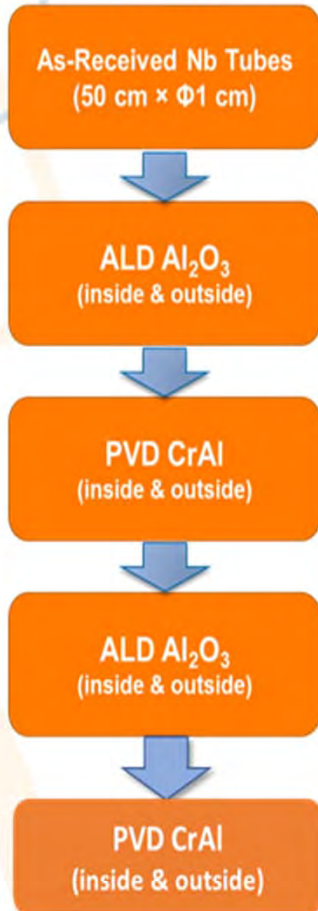 As-Received Nb Tubes
(50 cm × Φ1 cm)
ALD Al₂O₃
(inside & outside)
PVD CrAl
(inside & outside)
ALD Al₂O₃
(inside & outside)
PVD CrAl
(inside & outside)